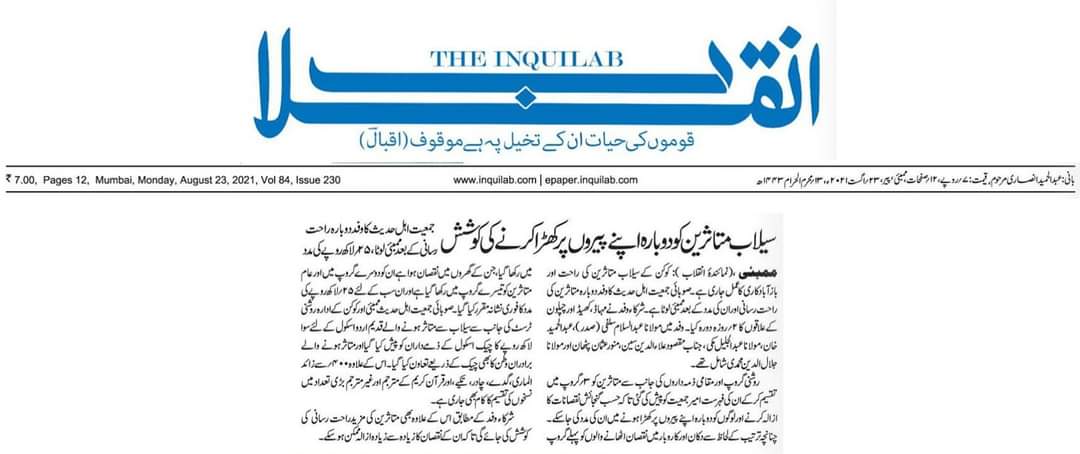 انقلاب
THE INQUILAB
قوموں کی حیات ان کے تخیل پہ ہے موقوف (اقبالؔ)
₹ 7.00, Pages 12, Mumbai, Monday, August 23, 2021, Vol 84, Issue 230
www.inquilab.com | epaper.inquilab.com
بانی: عبدالحمید انصاری مرحوم، قیمت: ۷؍ روپے، ۱۲؍ صفحات، ممبئی، پیر، ۲۳؍ اگست ۲۰۲۱ء، ۱۳؍ محرم الحرام ۱۴۴۳ھ
سیلاب متاثرین کو دوبارہ اپنے پیروں پر کھڑا کرنے کی کوشش
جمعیت اہل حدیث کا وفد دوبارہ راحت
رسانی کے بعد ممبئی لوٹا، ۲۵؍ لاکھ روپے کی مدد
ممبئی (نمائندۂ انقلاب): کوکن کے سیلاب متاثرین کی راحت اور
بازآبادکاری کا عمل جاری ہے۔ صوبائی جمعیت اہل حدیث کا وفد دوبارہ متاثرین کی
راحت رسانی اور ان کی مدد کے بعد ممبئی لوٹا ہے۔ شرکاء وفد نے مہاڈ، کھیڈ اور چپلون
کے علاقوں کا ۲؍ روزہ دورہ کیا۔ وفد میں مولانا عبدالسلام سلفی (صدر)، عبدالحمید
خان، مولانا عبدالجلیل مکی، جناب مقصود علاءالدین سین، منور عثمان پٹھان اور مولانا
جلال الدین محمدی شامل تھے۔
روشنی گروپ اور مقامی ذمہ داروں کی جانب سے متاثرین کو ۳؍ گروپ میں
تقسیم کرکے ان کی فہرست امیر جمعیت کو پیش کی گئی تاکہ حسب گنجائش نقصانات کا
ازالہ کرنے اور لوگوں کو دوبارہ اپنے پیروں پر کھڑا ہونے میں ان کی مدد کی جاسکے۔
چنانچہ ترتیب کے لحاظ سے دکان اور کاروبار میں نقصان اٹھانے والوں کو پہلے گروپ
میں رکھا گیا، جن کے گھروں میں نقصان ہوا ہے ان کو دوسرے گروپ میں اور عام
متاثرین کو تیسرے گروپ میں رکھا گیا ہے اور ان سب کے لئے ۲۵؍ لاکھ روپے کی
مدد کا فوری نشانہ مقرر کیا گیا۔ صوبائی جمعیت اہل حدیث ممبئی اور کوکن کے ادارہ روشنی
ٹرسٹ کی جانب سے سیلاب سے متاثر ہونے والے قدیم اردو اسکول کے لئے سوا
لاکھ روپے کا چیک اسکول کے ذمے داران کو پیش کیا گیا اور متاثر ہونے والے
برادران وطن کا بھی چیک کے ذریعے تعاون کیا گیا۔ اس کے علاوہ ۴۰۰؍ سے زائد
الماری، گدے، چادر، تکیے، اور قرآن کریم کے مترجم اور غیر مترجم بڑی تعداد میں
نسخوں کی تقسیم کا کام بھی جاری ہے۔
شرکاء وفد کے مطابق اس کے علاوہ بھی متاثرین کی مزید راحت رسانی کی
کوشش کی جائے گی تاکہ ان کے نقصان کا زیادہ سے زیادہ ازالہ ممکن ہوسکے۔